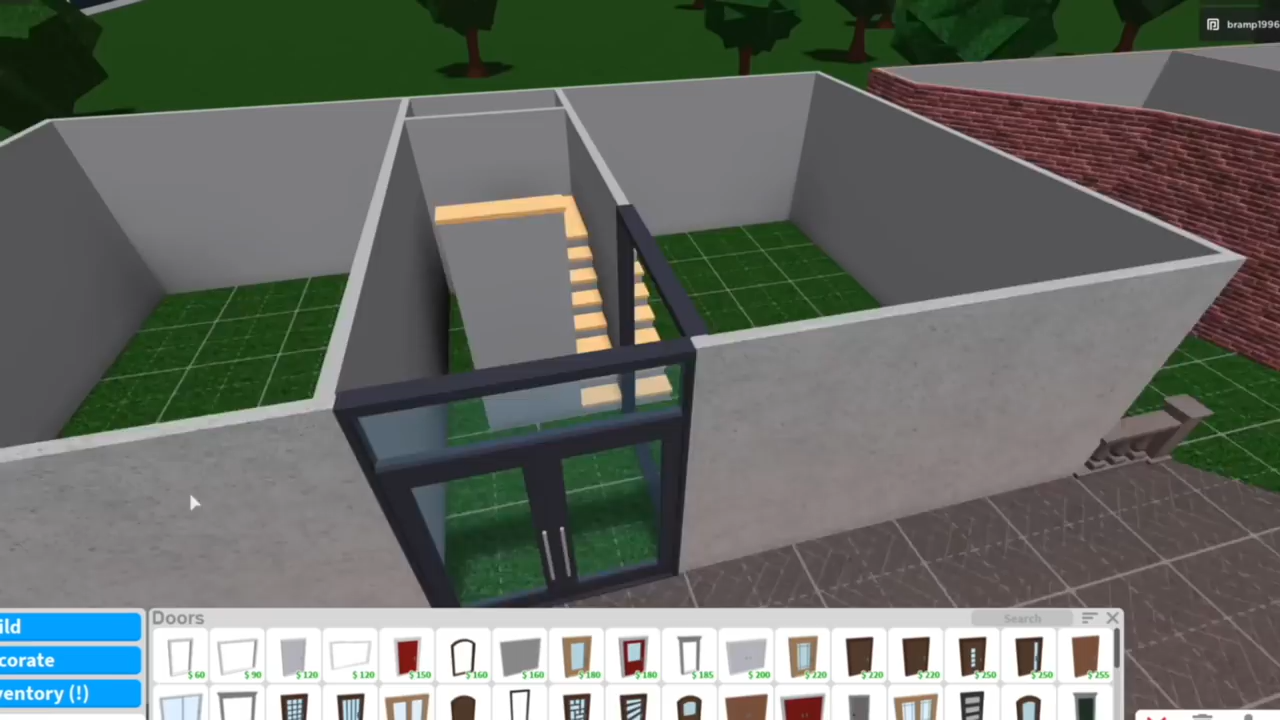 bramp1996
ild
Doors
Search
corate
$60 $90 $120 $120 $150 $160 $160 $180 $180 $185 $200 $220 $220 $220 $250 $250 $255
ventory (!)